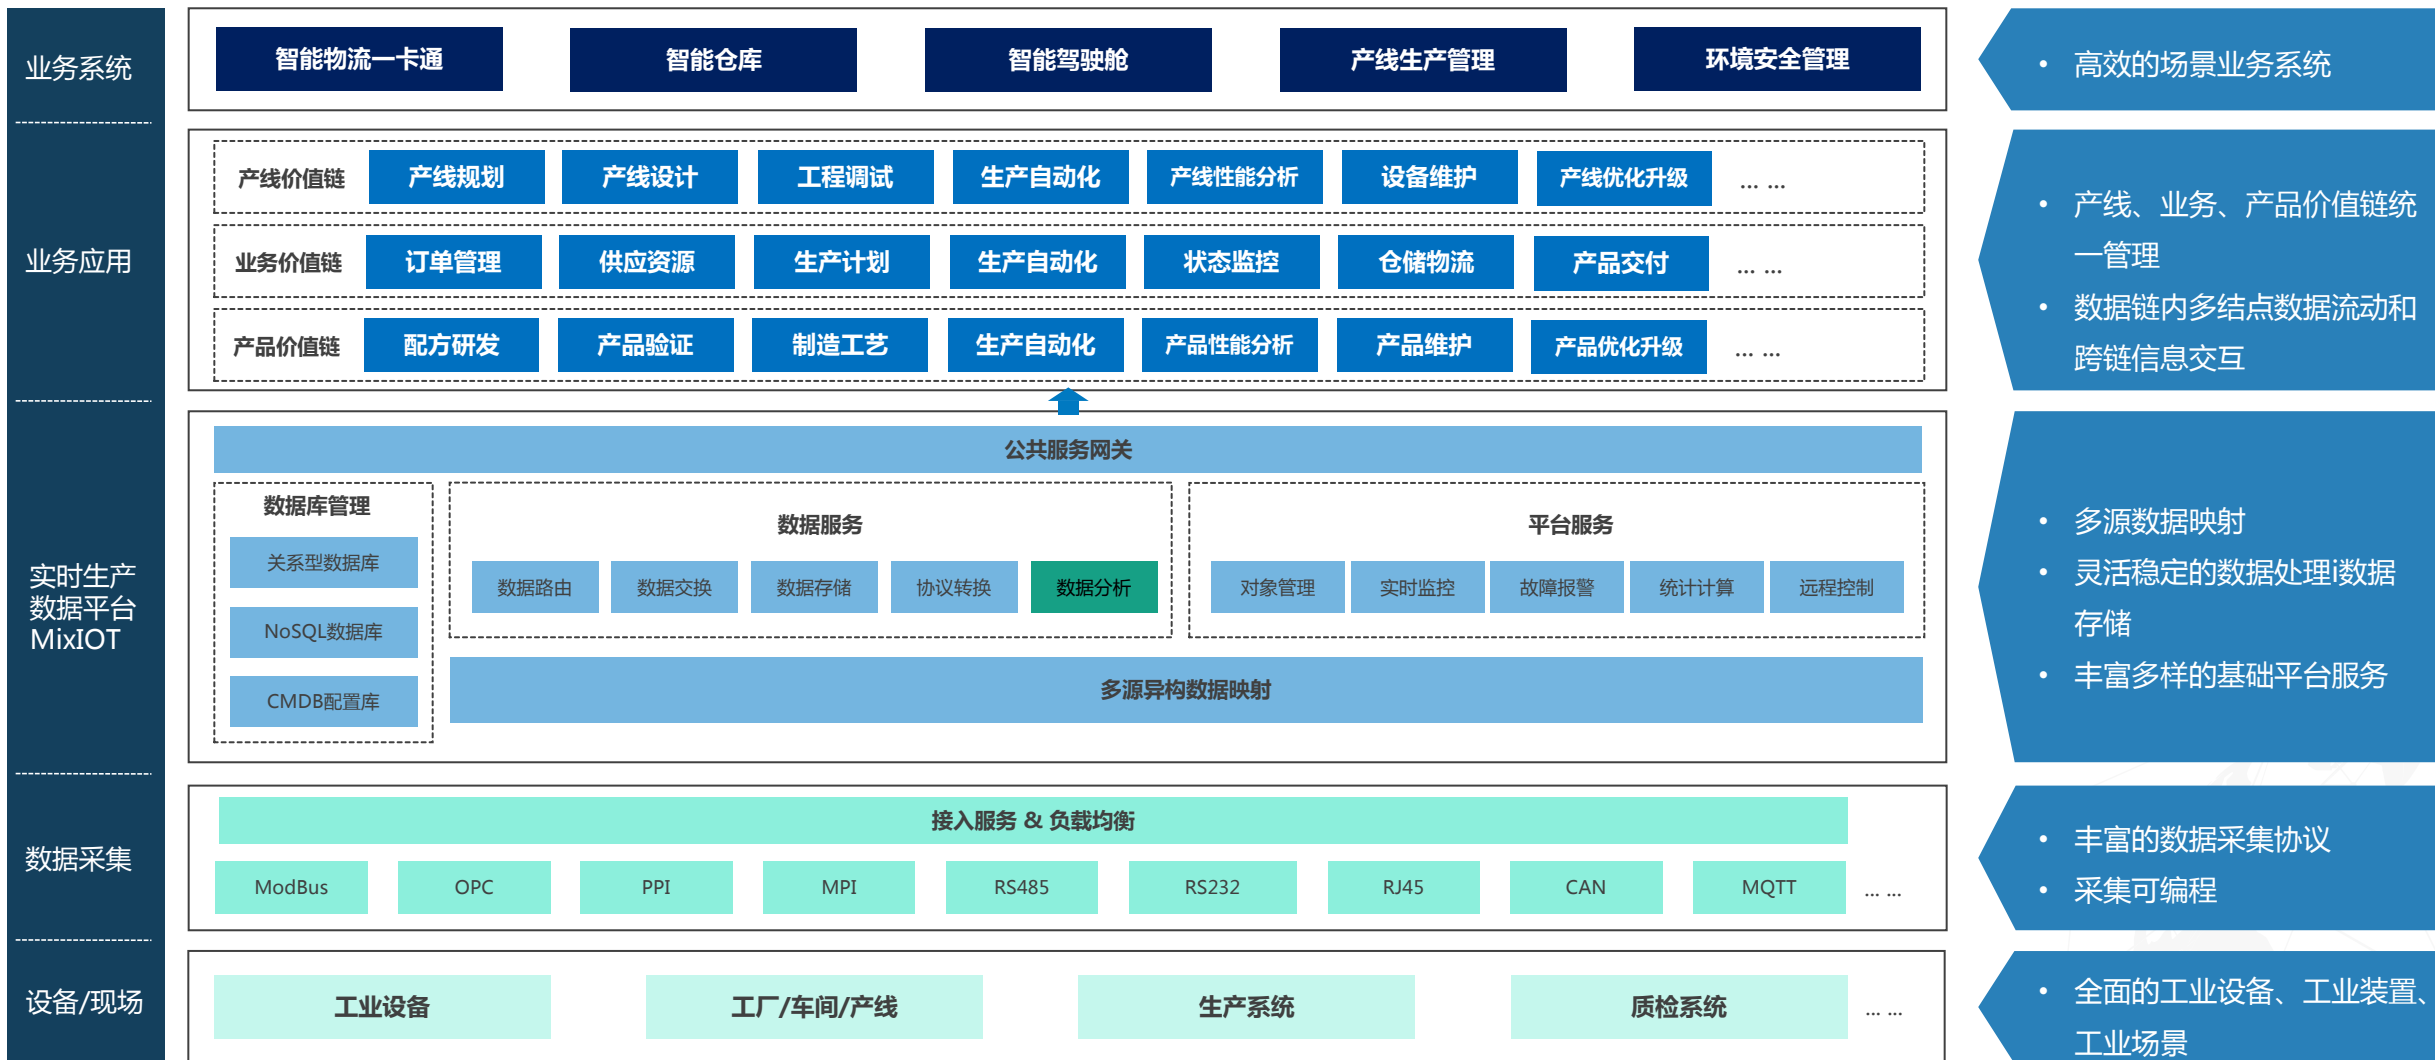 业务系统
智能物流一卡通
智能仓库
智能驾驶舱
产线生产管理
环境安全管理
• 高效的场景业务系统
业务应用
产线价值链
产线规划
产线设计
工程调试
生产自动化
产线性能分析
设备维护
产线优化升级
... ...
业务价值链
订单管理
供应资源
生产计划
生产自动化
状态监控
仓储物流
产品交付
... ...
产品价值链
配方研发
产品验证
制造工艺
生产自动化
产品性能分析
产品维护
产品优化升级
... ...
• 产线、业务、产品价值链统
一管理
• 数据链内多结点数据流动和
跨链信息交互
实时生产
数据平台
MixIOT
公共服务网关
数据库管理
关系型数据库
NoSQL数据库
CMDB配置库
数据服务
数据路由
数据交换
数据存储
协议转换
数据分析
平台服务
对象管理
实时监控
故障报警
统计计算
远程控制
多源异构数据映射
• 多源数据映射
• 灵活稳定的数据处理i数据
存储
• 丰富多样的基础平台服务
数据采集
接入服务 & 负载均衡
ModBus
OPC
PPI
MPI
RS485
RS232
RJ45
CAN
MQTT
... ...
• 丰富的数据采集协议
• 采集可编程
设备/现场
工业设备
工厂/车间/产线
生产系统
质检系统
... ...
• 全面的工业设备、工业装置、
工业场景